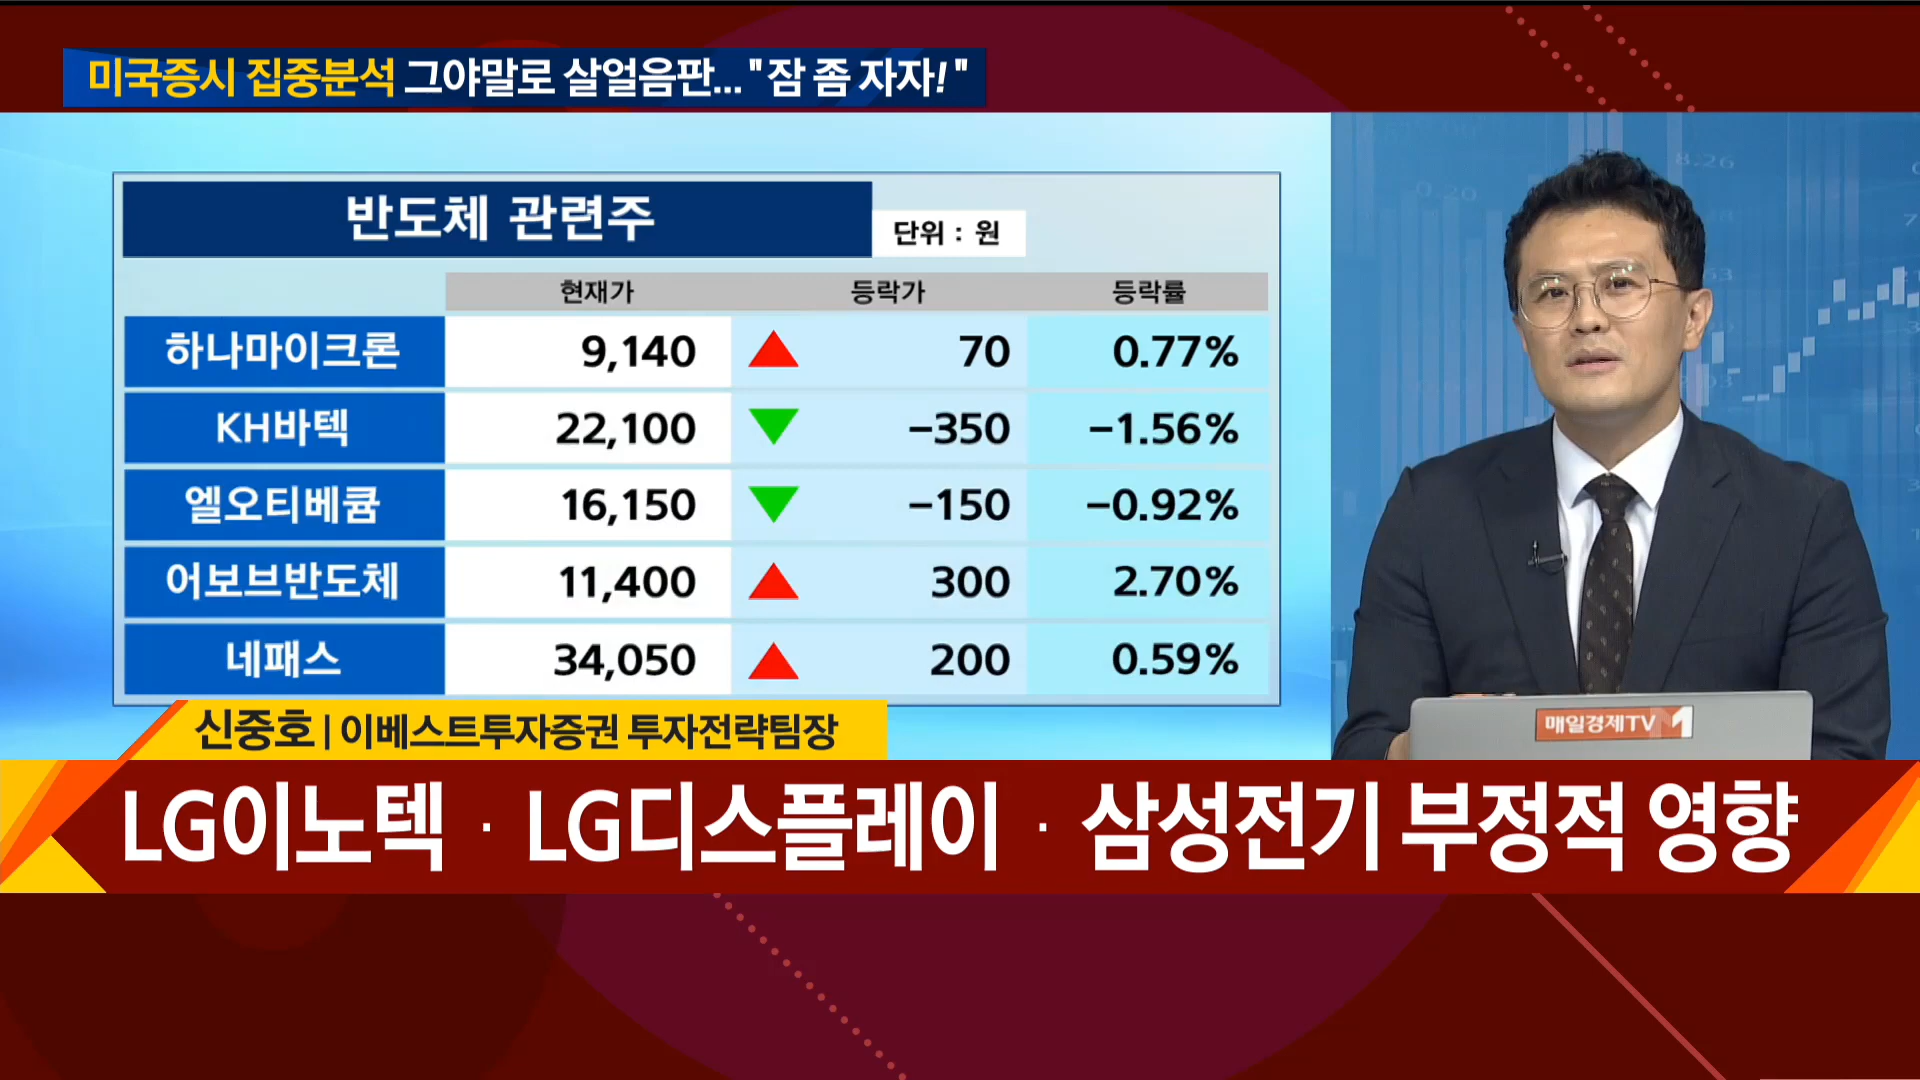 미국증시 집중분석 그야말로 살얼음판..."잠 좀 자자!"
반도체 관련주
단위 : 원
현재가 등락가 등락률
하나마이크론 9,140 ▲ 70 0.77%
KH바텍 22,100 ▼ -350 -1.56%
엘오티베큠 16,150 ▼ -150 -0.92%
어보브반도체 11,400 ▲ 300 2.70%
네패스 34,050 ▲ 200 0.59%
매일경제TV
신중호 | 이베스트투자증권 투자전략팀장
LG이노텍 · LG디스플레이 · 삼성전기 부정적 영향